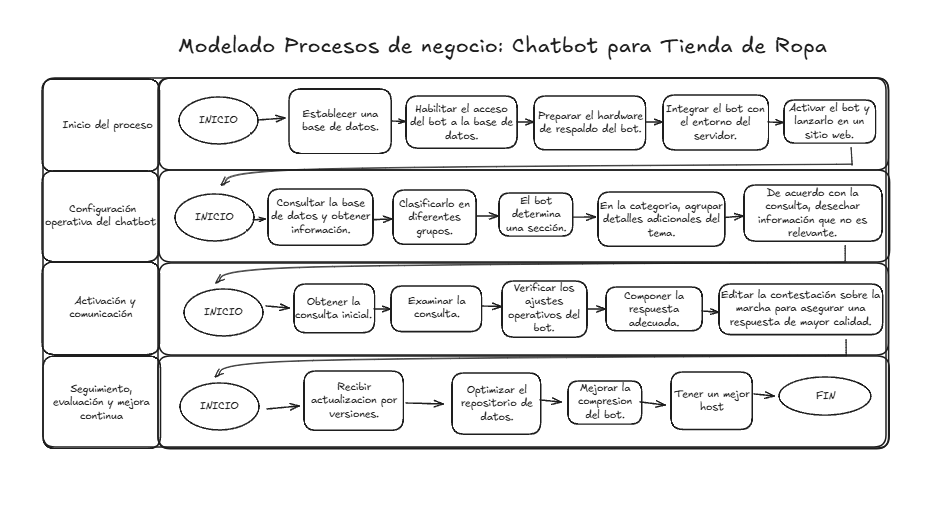 Modelado Procesos de negocio: Chatbot para Tienda de Ropa
Inicio del proceso
INICIO
Establecer una
base de datos.
Habilitar el acceso
del bot a la base de
datos.
Preparar el hardware
de respaldo del bot.
Integrar el bot con
el entorno del
servidor.
Activar el bot y
lanzarlo en un
sitio web.
Configuración
operativa del chatbot
INICIO
Consultar la base
de datos y obtener
información.
Clasificarlo en
diferentes
grupos.
El bot
determina
una sección.
En la categoria, agrupar
detalles adicionales del
tema.
De acuerdo con la
consulta, desechar
información que no es
relevante.
Activación y
comunicación
INICIO
Obtener la
consulta inicial.
Examinar la
consulta.
Verificar los
ajustes
operativos del
bot.
Componer la
respuesta
adecuada.
Editar la contestación sobre la
marcha para asegurar una
respuesta de mayor calidad.
Seguimiento,
evaluación y mejora
continua
INICIO
Recibir
actualizacion por
versiones.
Optimizar el
repositorio de
datos.
Mejorar la
compresion
del bot.
Tener un mejor
host
FIN